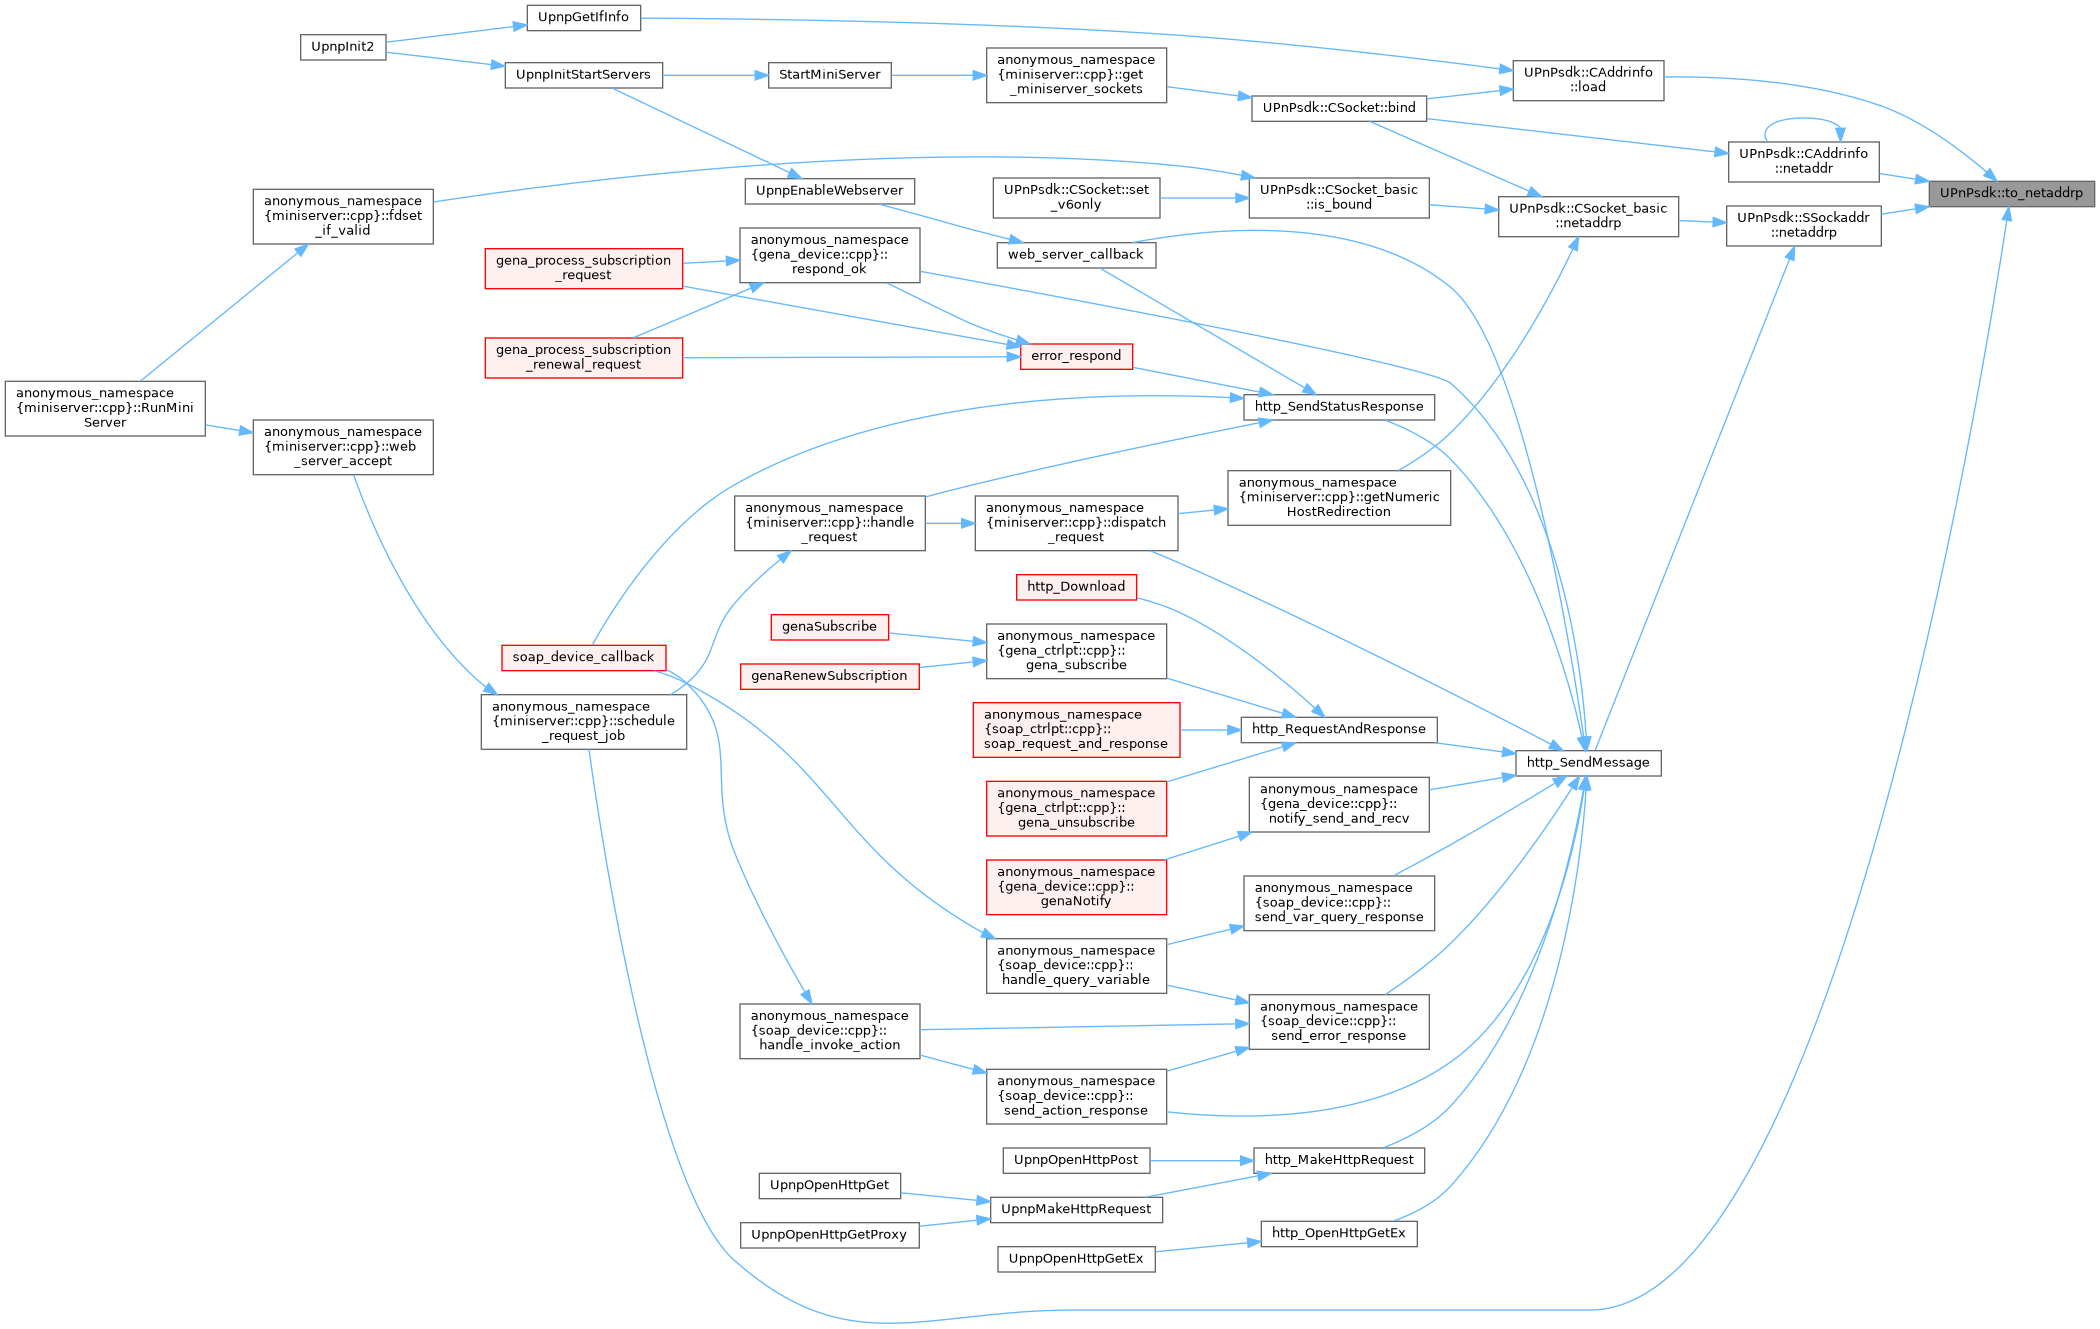 UpnpGetIfInfo
UpnpInit2
UpnpInitStartServers
StartMiniServer
anonymous_namespace
{miniserver::cpp}::get
_miniserver_sockets
UPnPsdk::CAddrinfo
::load
UPnPsdk::CSocket::bind
UPnPsdk::CAddrinfo
::netaddr
UPnPsdk::to_netaddrp
anonymous_namespace
{miniserver::cpp}::fdset
_if_valid
UpnpEnableWebserver
UPnPsdk::CSocket::set
_v6only
UPnPsdk::CSocket_basic
::is_bound
UPnPsdk::CSocket_basic
::netaddrp
UPnPsdk::SSockaddr
::netaddrp
gena_process_subscription
_request
anonymous_namespace
{gena_device::cpp}::
respond_ok
web_server_callback
gena_process_subscription
_renewal_request
error_respond
anonymous_namespace
{miniserver::cpp}::RunMini
Server
anonymous_namespace
{miniserver::cpp}::web
_server_accept
http_SendStatusResponse
anonymous_namespace
{miniserver::cpp}::handle
_request
anonymous_namespace
{miniserver::cpp}::dispatch
_request
anonymous_namespace
{miniserver::cpp}::getNumeric
HostRedirection
http_Download
genaSubscribe
anonymous_namespace
{gena_ctrlpt::cpp}::
gena_subscribe
soap_device_callback
genaRenewSubscription
anonymous_namespace
{miniserver::cpp}::schedule
_request_job
anonymous_namespace
{soap_ctrlpt::cpp}::
soap_request_and_response
http_RequestAndResponse
http_SendMessage
anonymous_namespace
{gena_ctrlpt::cpp}::
gena_unsubscribe
anonymous_namespace
{gena_device::cpp}::
notify_send_and_recv
anonymous_namespace
{gena_device::cpp}::
genaNotify
anonymous_namespace
{soap_device::cpp}::
send_var_query_response
anonymous_namespace
{soap_device::cpp}::
handle_query_variable
anonymous_namespace
{soap_device::cpp}::
handle_invoke_action
anonymous_namespace
{soap_device::cpp}::
send_error_response
anonymous_namespace
{soap_device::cpp}::
send_action_response
UpnpOpenHttpPost
http_MakeHttpRequest
UpnpOpenHttpGet
UpnpMakeHttpRequest
UpnpOpenHttpGetProxy
http_OpenHttpGetEx
UpnpOpenHttpGetEx